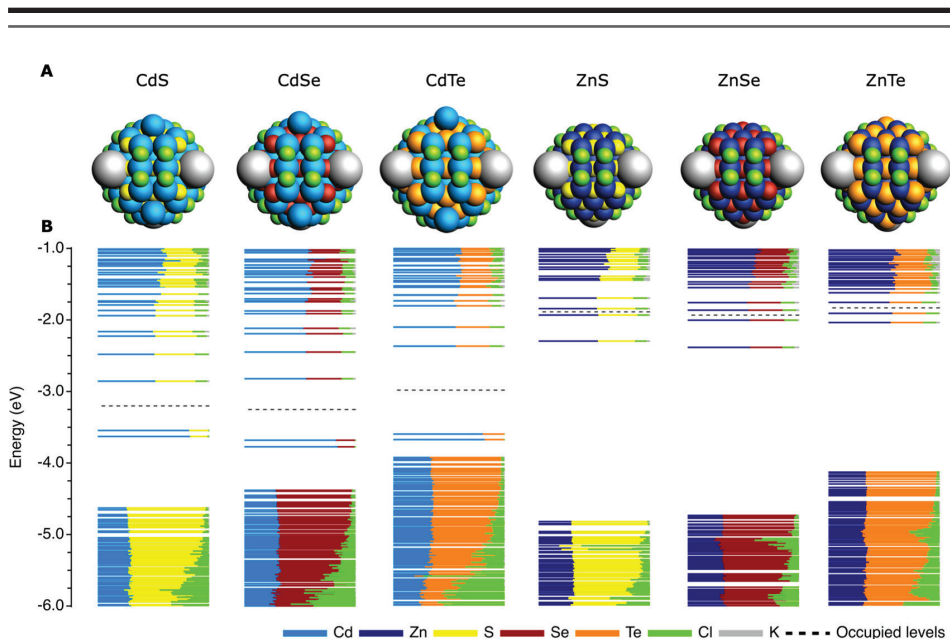 A
CdS CdSe CdTe ZnS ZnSe ZnTe
B
-1.0
-2.0
-3.0
-4.0
-5.0
-6.0
Energy (eV)
Cd Zn S Se Te Cl K Occupied levels